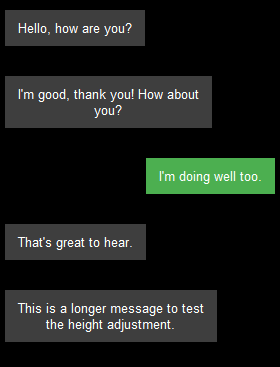 Hello, how are you?
I'm good, thank you! How about
you?
I'm doing well too.
That's great to hear.
This is a longer message to test
the height adjustment.